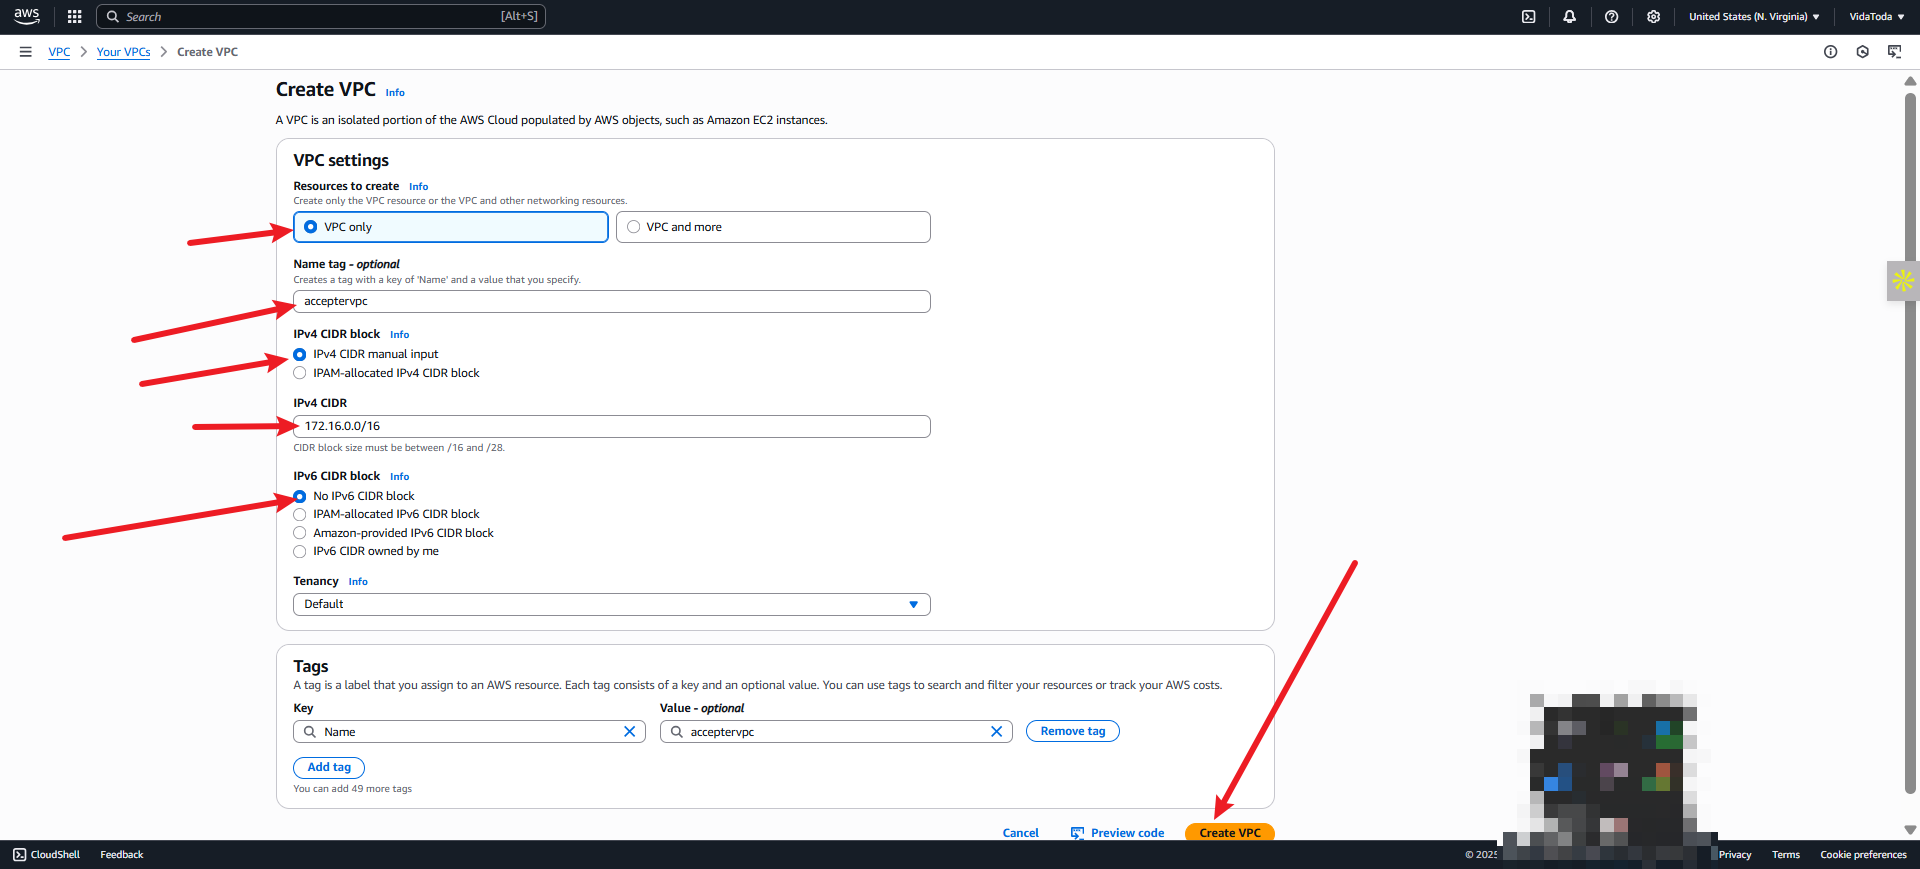 aws Search [Alt+S] United States (N. Virginia) VidaToda
VPC Your VPCs Create VPC
Create VPC Info
A VPC is an isolated portion of the AWS Cloud populated by AWS objects, such as Amazon EC2 instances.
VPC settings
Resources to create Info
Create only the VPC resource or the VPC and other networking resources.
VPC only VPC and more
Name tag - optional
Creates a tag with a key of 'Name' and a value that you specify.
acceptervpc
IPv4 CIDR block Info
IPv4 CIDR manual input
IPAM-allocated IPv4 CIDR block
IPv4 CIDR
172.16.0.0/16
CIDR block size must be between /16 and /28.
IPv6 CIDR block Info
No IPv6 CIDR block
IPAM-allocated IPv6 CIDR block
Amazon-provided IPv6 CIDR block
IPv6 CIDR owned by me
Tenancy Info
Default
Tags
A tag is a label that you assign to an AWS resource. Each tag consists of a key and an optional value. You can use tags to search and filter your resources or track your AWS costs.
Key Value - optional
Name acceptervpc Remove tag
Add tag
You can add 49 more tags
Cancel Preview code Create VPC
CloudShell Feedback © 2025 Privacy Terms Cookie preferences